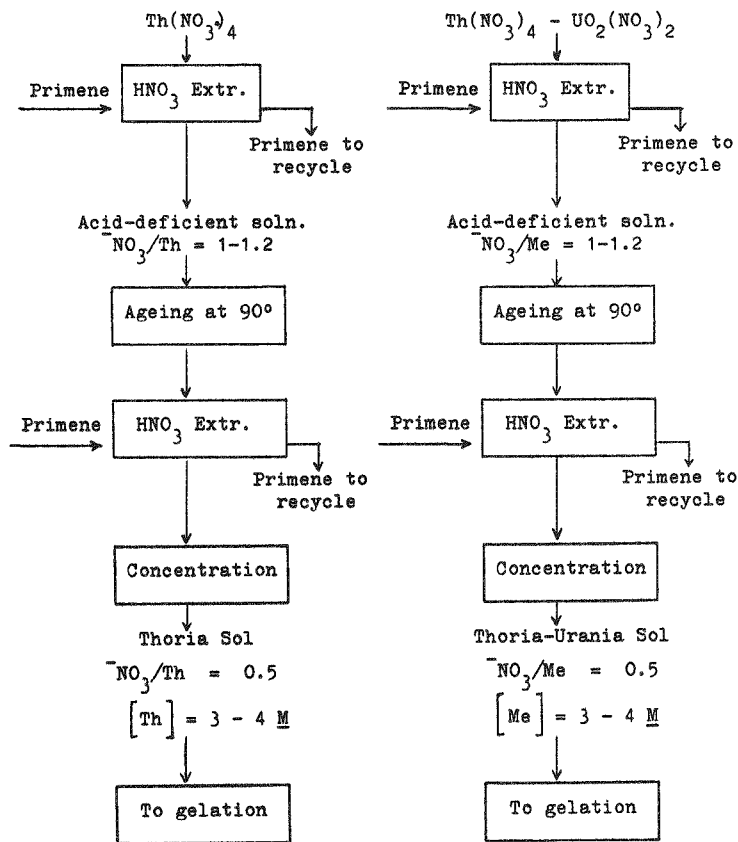 Th(NO3)4
Primene
HNO3 Extr.
Primene to
recycle
Acid-deficient soln.
‾NO3/Th = 1-1.2
Ageing at 90º
Primene
HNO3 Extr.
Primene to
recycle
Concentration
Thoria Sol
‾NO3/Th = 0.5
[Th] = 3 - 4 M
To gelation
Th(NO3)4 - UO2(NO3)2
Primene
HNO3 Extr.
Primene to
recycle
Acid-deficient soln.
‾NO3/Me = 1-1.2
Ageing at 90º
Primene
HNO3 Extr.
Primene to
recycle
Concentration
Thoria-Urania Sol
‾NO3/Me = 0.5
[Me] = 3 - 4 M
To gelation